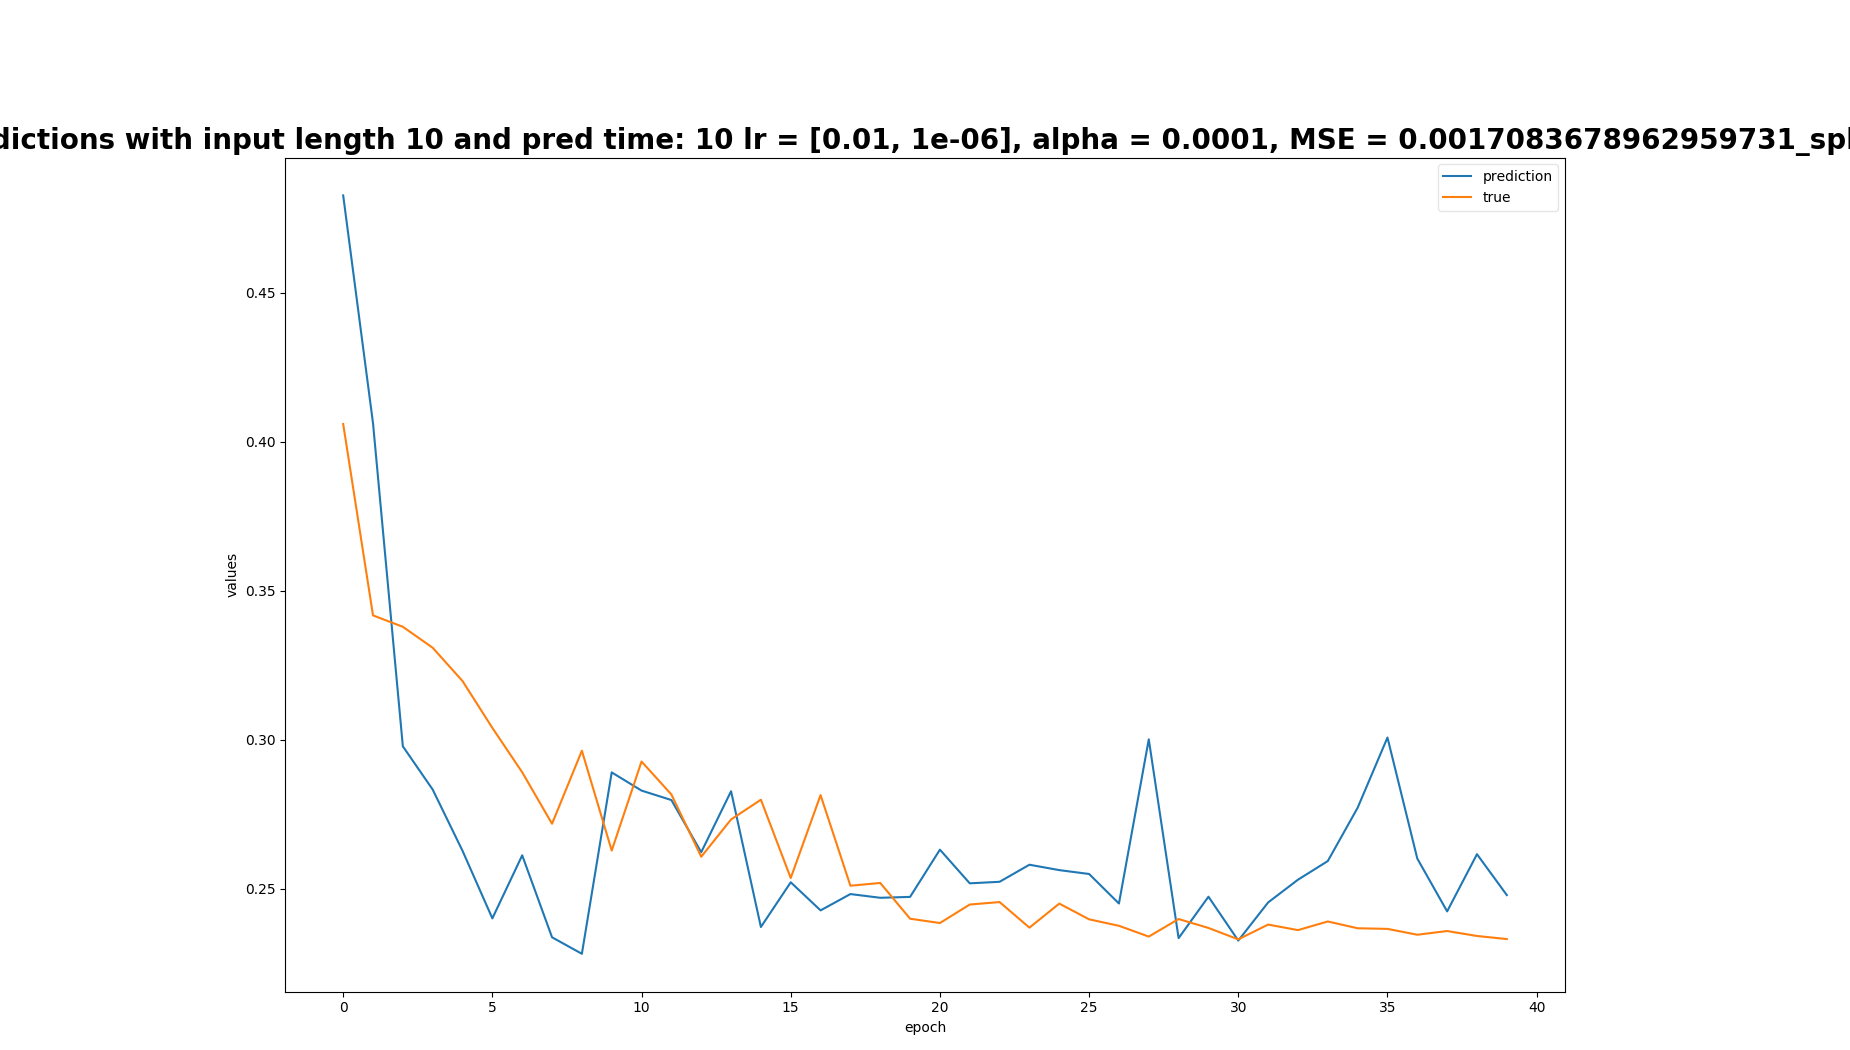 dictions with input length 10 and pred time: 10 lr = [0.01, 1e-06], alpha = 0.0001, MSE = 0.0017083678962959731_spl
prediction
true
values
0.45
0.40
0.35
0.30
0.25
0 5 10 15 20 25 30 35 40
epoch